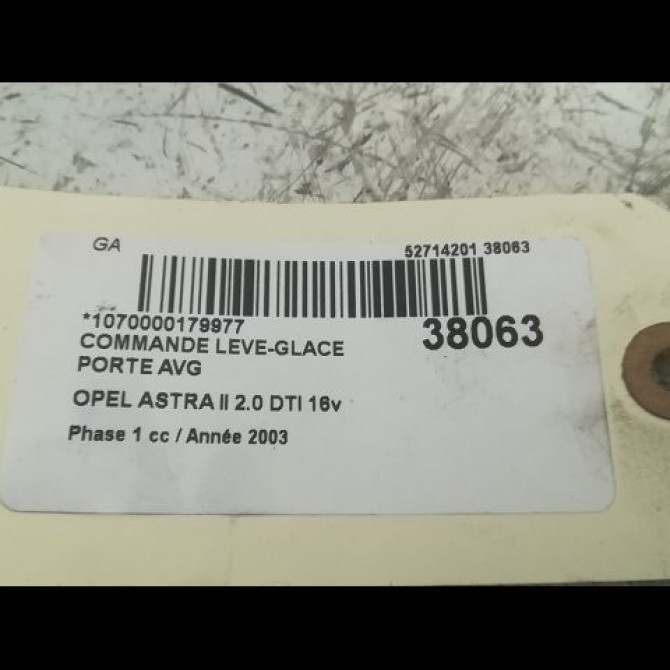 GA
52714201 38063
*1070000179977
38063
COMMANDE LEVE-GLACE
PORTE AVG
OPEL ASTRA II 2.0 DTI 16v
Phase 1 cc / Année 2003